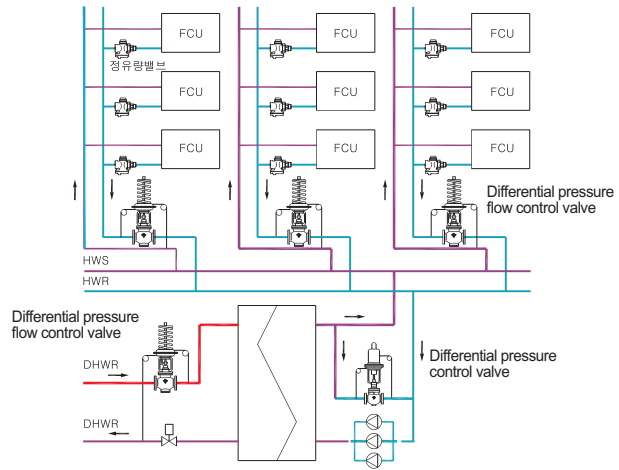 FCU
FCU
FCU
정유량밸브
FCU
FCU
FCU
FCU
FCU
FCU
Differential pressure
flow control valve
HWS
HWR
Differential pressure
flow control valve
Differential pressure
control valve
DHWR
DHWR